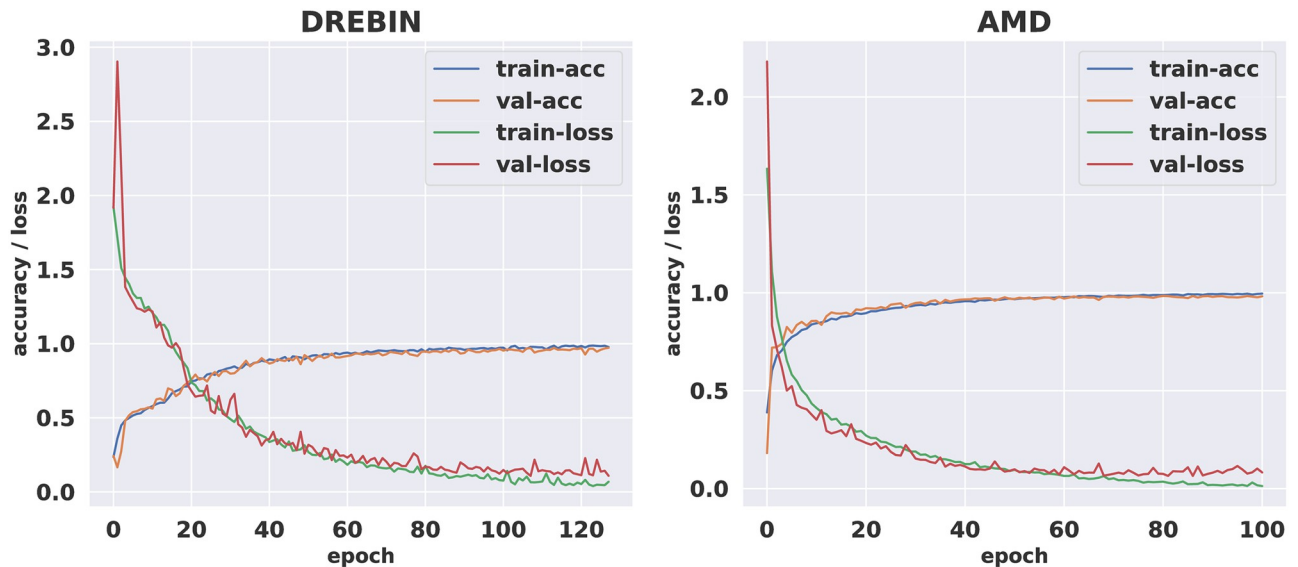 DREBIN
3.0
2.5
2.0
1.5
1.0
0.5
0.0
accuracy / loss
0
20
40
60
80
100
120
epoch
train-acc
val-acc
train-loss
val-loss
AMD
2.0
1.5
1.0
0.5
0.0
accuracy / loss
0
20
40
60
80
100
epoch
train-acc
val-acc
train-loss
val-loss